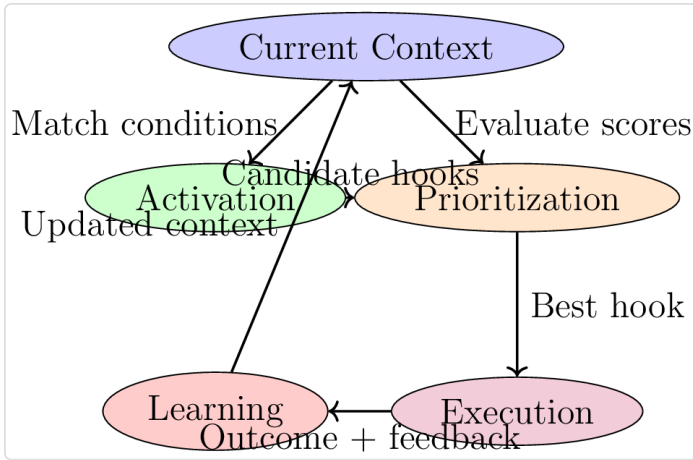 Current Context
Match conditions
Evaluate scores
Candidate hooks
Activation
Prioritization
Updated context
Best hook
Learning
Execution
Outcome + feedback